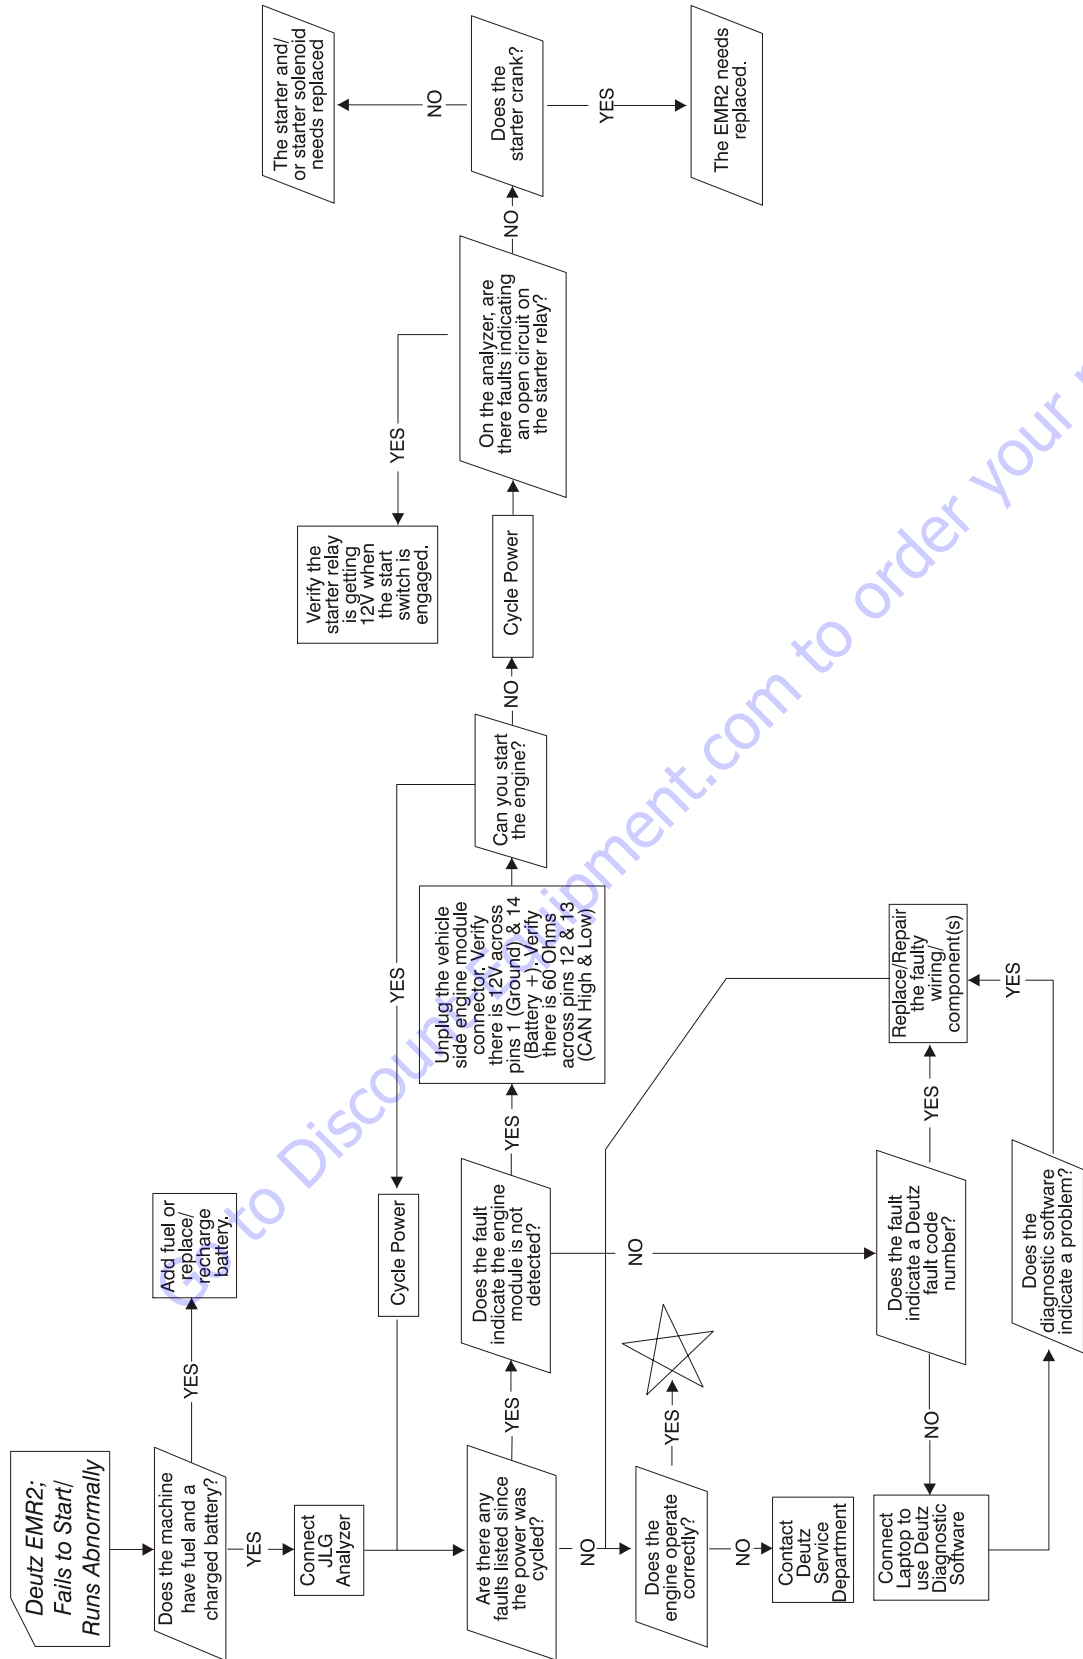 Deutz EMR2;
Fails to Start/
Runs Abnormally
Does the machine
have fuel and a
charged battery?
YES
Add fuel or
replace/
recharge
battery.
YES
Connect
JLG
Analyzer
Cycle Power
Are there any
faults listed since
the power was
cycled?
YES
NO
Does the fault
indicate the engine
module is not
detected?
YES
NO
Unplug the vehicle
side engine module
connector. Verify
there is 12V across
pins 1 (Ground) & 14
(Battery +). Verify
there is 60 Ohms
across pins 12 & 13
(CAN High & Low)
Can you start
the engine?
YES
NO
Cycle Power
On the analyzer, are
there faults indicating
an open circuit on
the starter relay?
YES
Verify the
starter relay
is getting
12V when
the start
switch is
engaged.
NO
Does the
starter crank?
NO
The starter and/
or starter solenoid
needs replaced
YES
The EMR2 needs
replaced.
Does the
engine operate
correctly?
YES
NO
Contact
Deutz
Service
Department
Does the fault
indicate a Deutz
fault code
number?
YES
Replace/Repair
the faulty
wiring/
component(s)
NO
Connect
Laptop to
use Deutz
Diagnostic
Software
Does the
diagnostic software
indicate a problem?
YES
Go to Discount-Equipment.com to order your